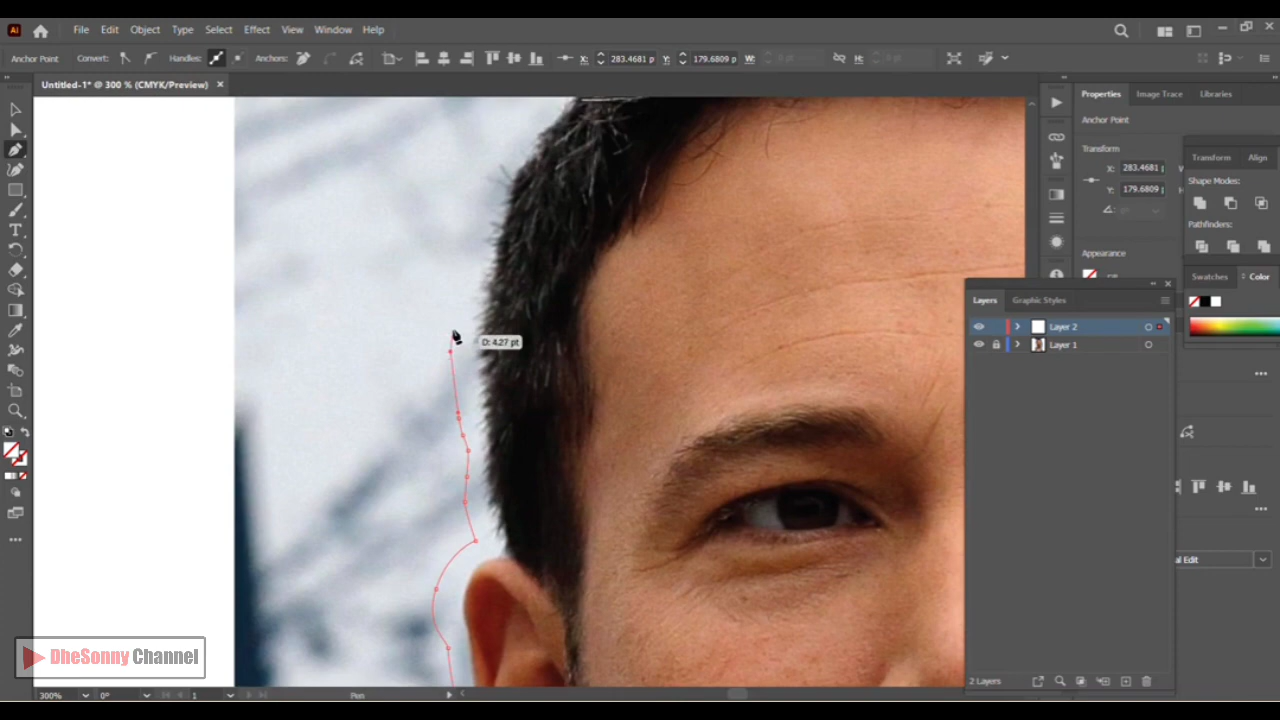 Ai File Edit Object Type Select Effect View Window Help
Anchor Point Convert: Handles: Anchors: X: 283.4681 p Y: 179.6809 p W: H:
Untitled-1* @ 300 % (CMYK/Preview)
Properties Image Trace Libraries
Anchor Point
Transform
X: 283.4681
Y: 179.6809
Appearance
Transform Align
Shape Modes:
Pathfinders:
Swatches Color
Layers Graphic Styles
Layer 2
Layer 1
D: 4.27 pt
al Edit
DheSonny Channel
2 Layers
300% 0° 1 Pen